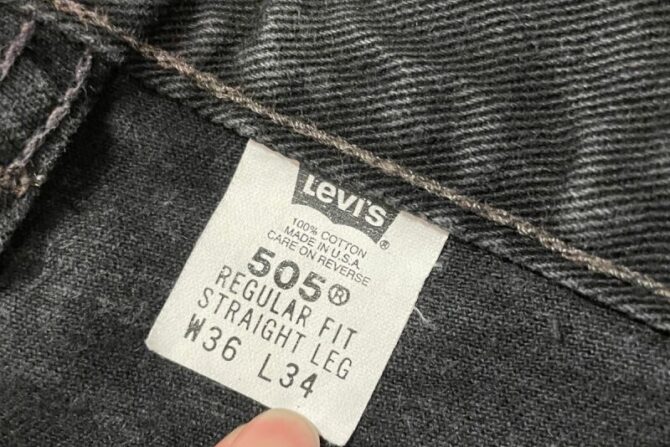 Levi's®
100% COTTON
MADE IN U.S.A.
CARE ON REVERSE
505®
REGULAR FIT
STRAIGHT LEG
W36 L34